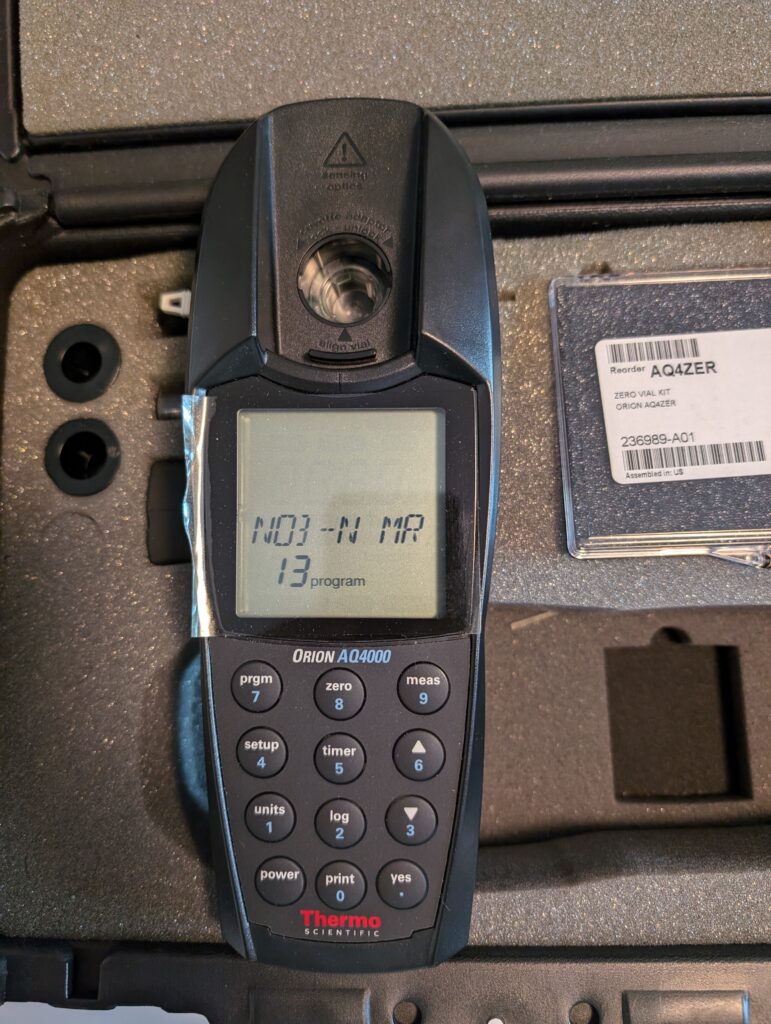 sensing
optics
align vial
NO3-N MR
13 program
ORION AQ4000
prgm
7
zero
8
meas
9
setup
4
timer
5
▲
6
units
1
log
2
▼
3
power
print
0
yes
.
Thermo
SCIENTIFIC
Reorder AQ4ZER
ZERO VIAL KIT
ORION AQ4ZER
236989-A01
Assembled in: US